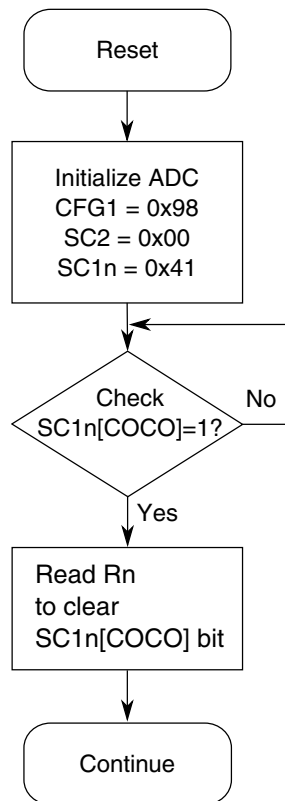 Reset
Initialize ADC
CFG1 = 0x98
SC2 = 0x00
SC1n = 0x41
Check
SC1n[COCO]=1?
No
Yes
Read Rn
to clear
SC1n[COCO] bit
Continue